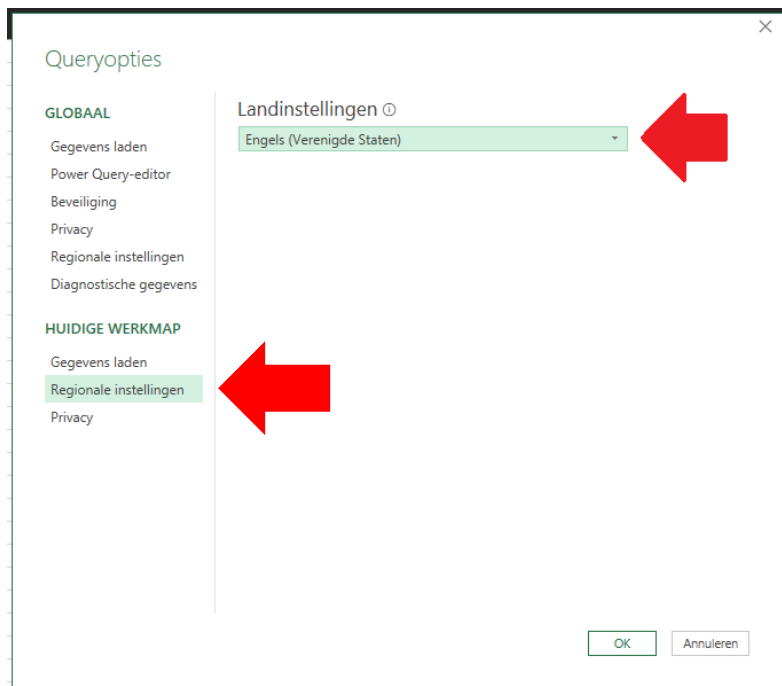 Queryopties
GLOBAAL
Gegevens laden
Power Query-editor
Beveiliging
Privacy
Regionale instellingen
Diagnostische gegevens
HUIDIGE WERKMAP
Gegevens laden
Regionale instellingen
Privacy
Landinstellingen
Engels (Verenigde Staten)
OK
Annuleren